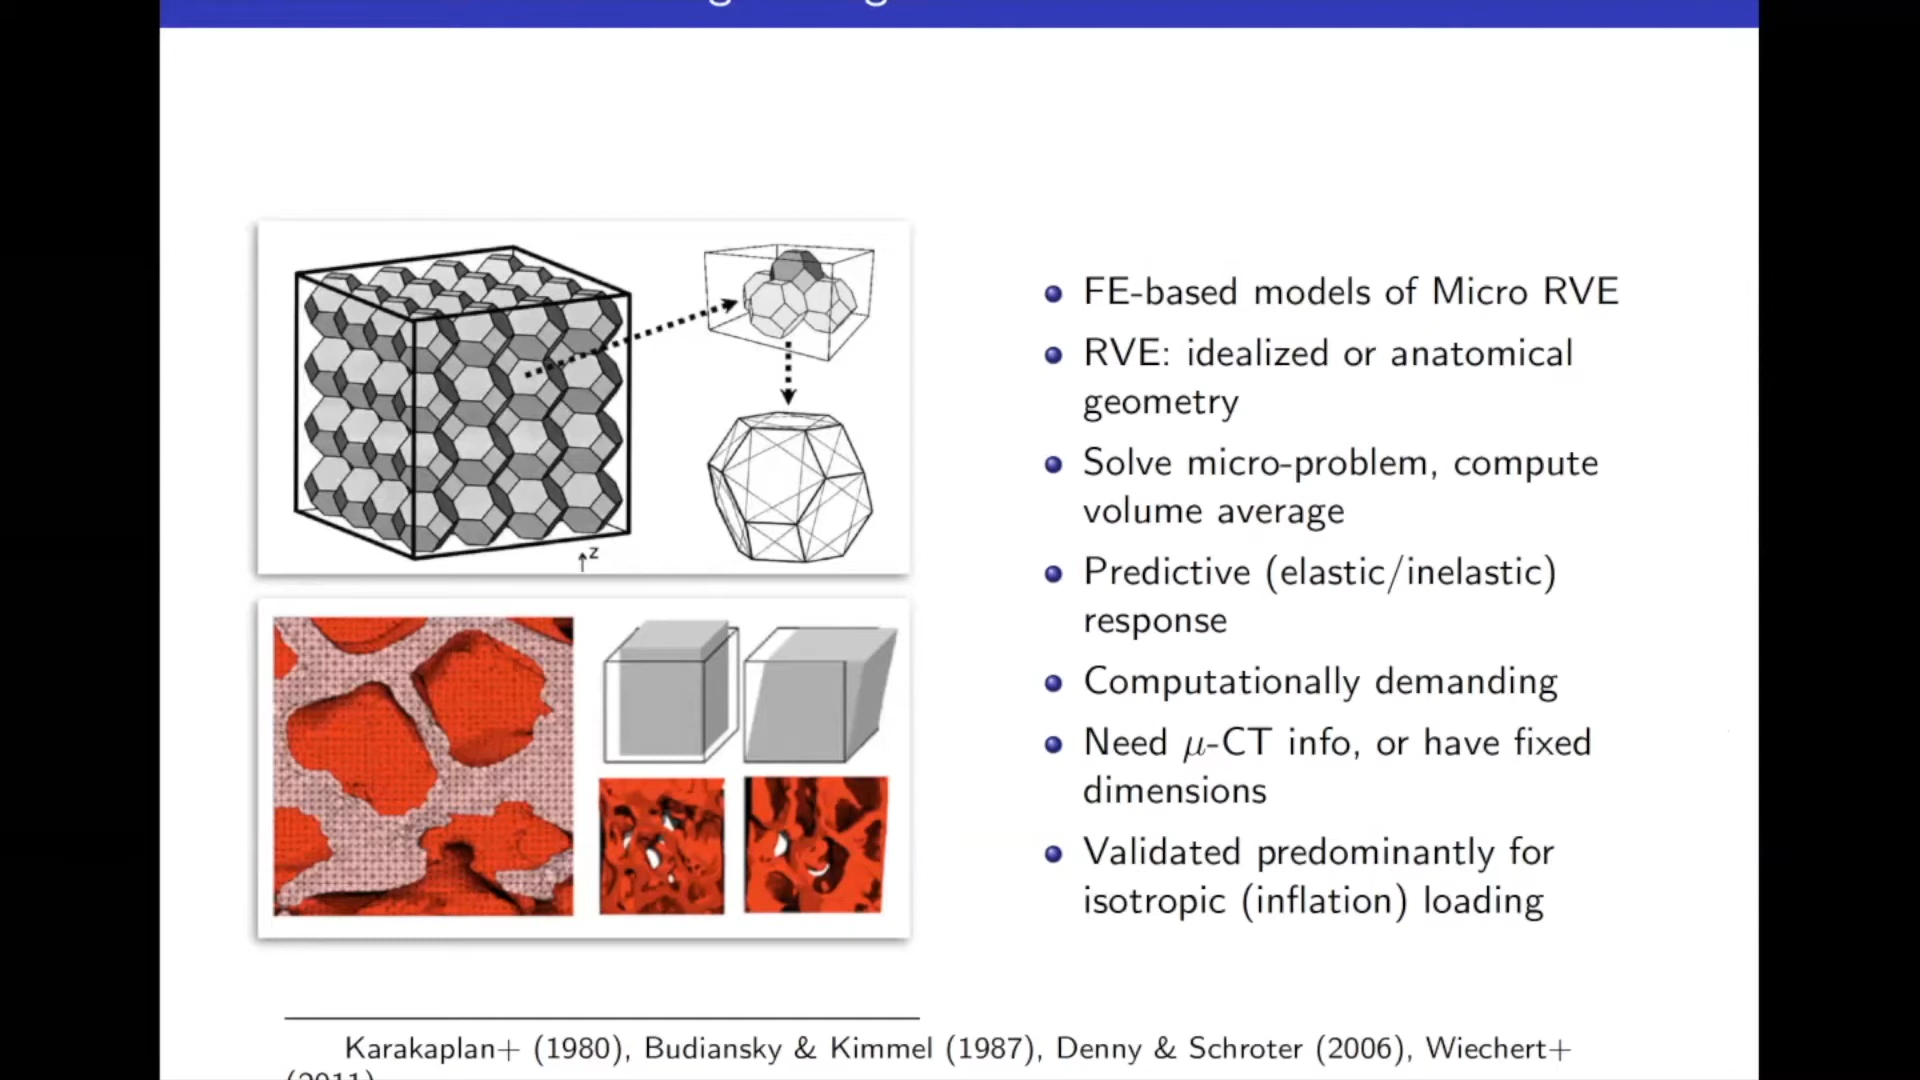 z
FE-based models of Micro RVE
RVE: idealized or anatomical
geometry
Solve micro-problem, compute
volume average
Predictive (elastic/inelastic)
response
Computationally demanding
Need μ-CT info, or have fixed
dimensions
Validated predominantly for
isotropic (inflation) loading
Karakaplan+ (1980), Budiansky & Kimmel (1987), Denny & Schroter (2006), Wiechert+
(2011)